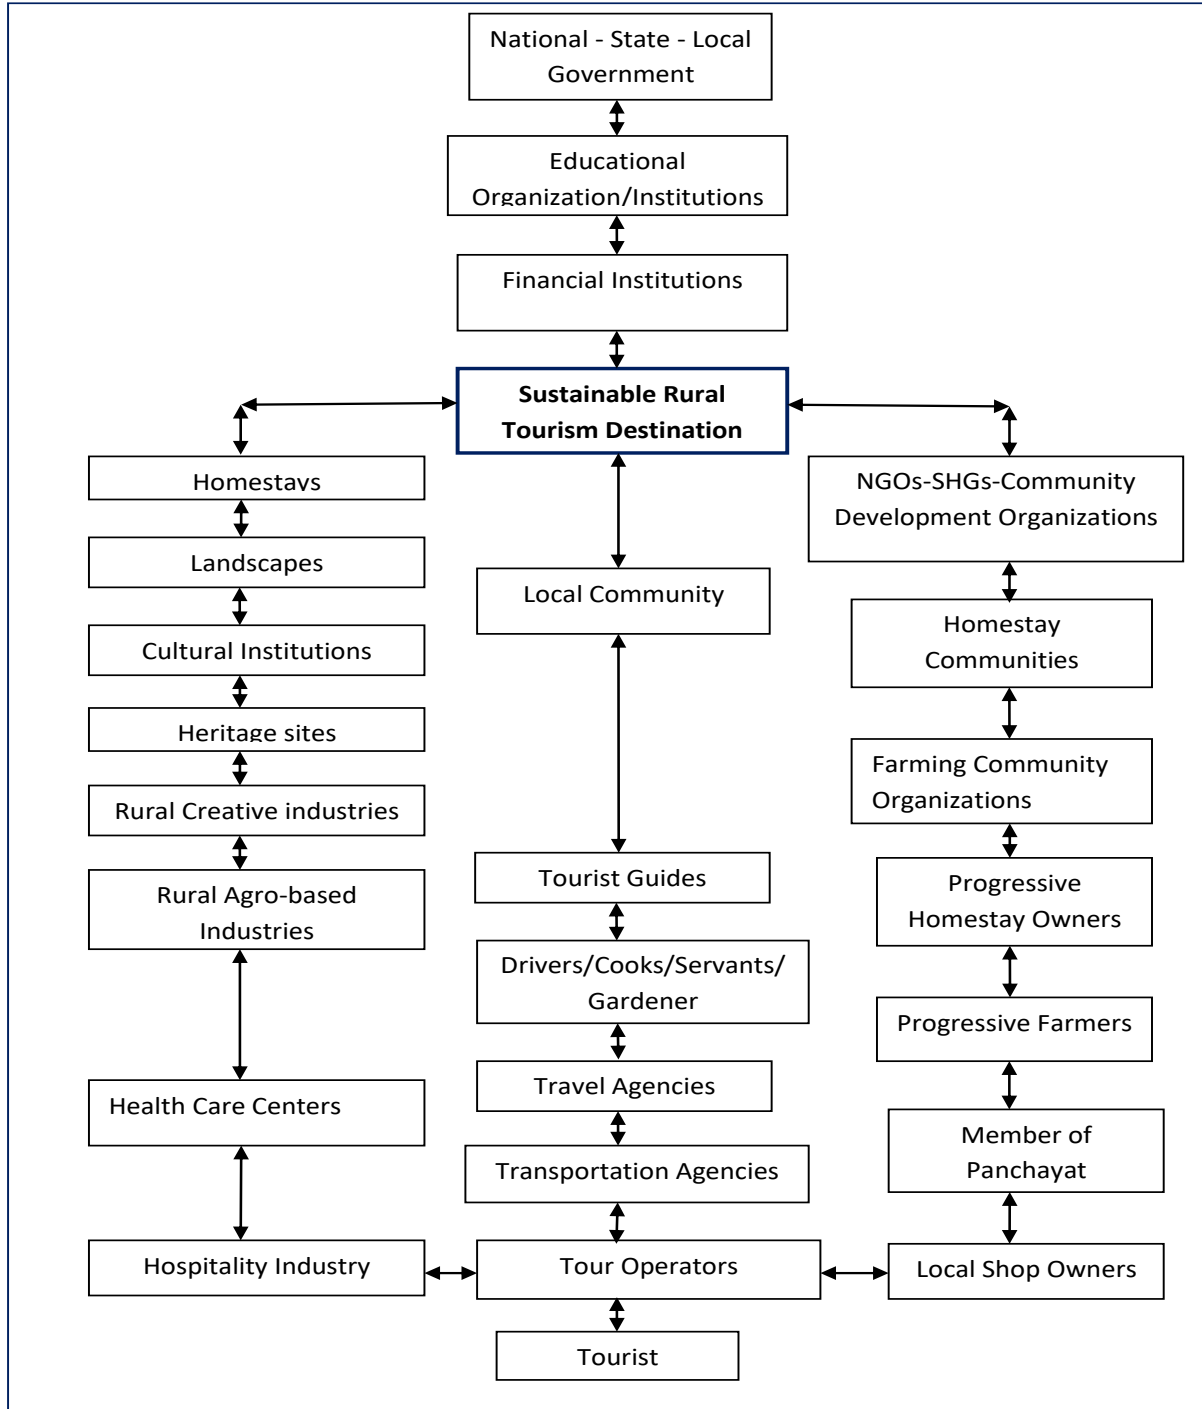 National - State - Local
Government
Educational
Organization/Institutions
Financial Institutions
Sustainable Rural
Tourism Destination
Homestays
Landscapes
Cultural Institutions
Heritage sites
Rural Creative industries
Rural Agro-based
Industries
Health Care Centers
Hospitality Industry
Local Community
Tourist Guides
Drivers/Cooks/Servants/
Gardener
Travel Agencies
Transportation Agencies
Tour Operators
Tourist
NGOs-SHGs-Community
Development Organizations
Homestay
Communities
Farming Community
Organizations
Progressive
Homestay Owners
Progressive Farmers
Member of
Panchayat
Local Shop Owners